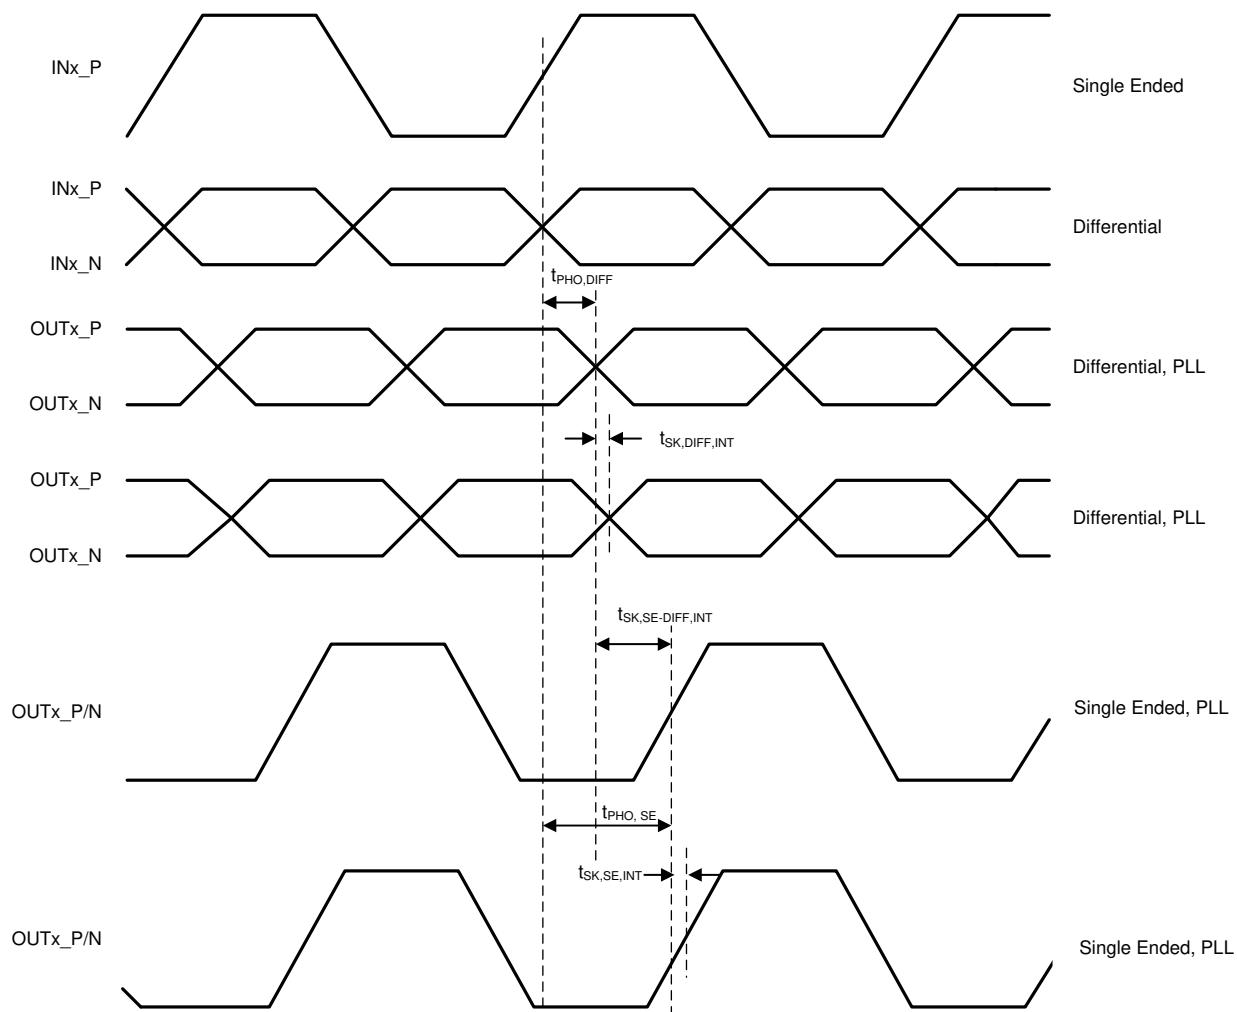 INx_P
Single Ended
INx_P
Differential
INx_N
tPHO,DIFF
OUTx_P
Differential, PLL
OUTx_N
tSK,DIFF,INT
OUTx_P
Differential, PLL
OUTx_N
tSK,SE-DIFF,INT
OUTx_P/N
Single Ended, PLL
tPHO, SE
tSK,SE,INT
OUTx_P/N
Single Ended, PLL